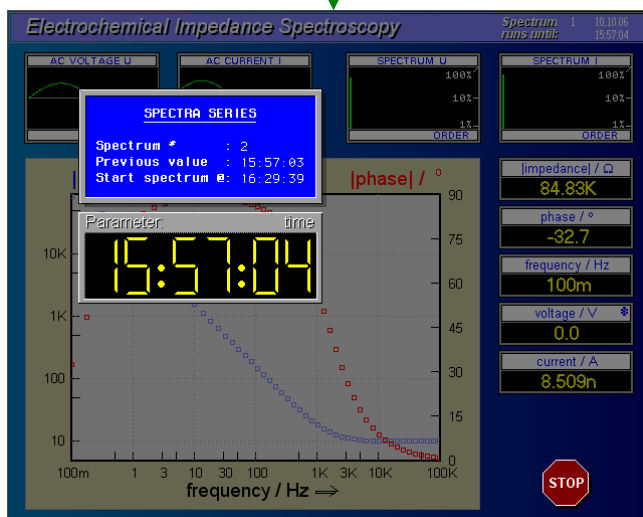 Electrochemical Impedance Spectroscopy
Spectrum 1 10,10.06
runs until: 15:57:04
AC VOLTAGE U
AC CURRENT I
SPECTRUM U
100%
10%
1%
ORDER
SPECTRUM I
100%
10%
1%
ORDER
SPECTRA SERIES
Spectrum # : 2
Previous value : 15:57:03
Start spectrum @: 16:29:39
Parameter: time
15:57:04
|phase| / °
90
75
60
45
30
15
0
10K
1K
100
10
100m 1 3 10 30 100 1K 3K 10K 100K
frequency / Hz ⇒
|impedance| / Ω
84.83K
phase / °
-32.7
frequency / Hz
100m
voltage / V *
0.0
current / A
8.509n
STOP